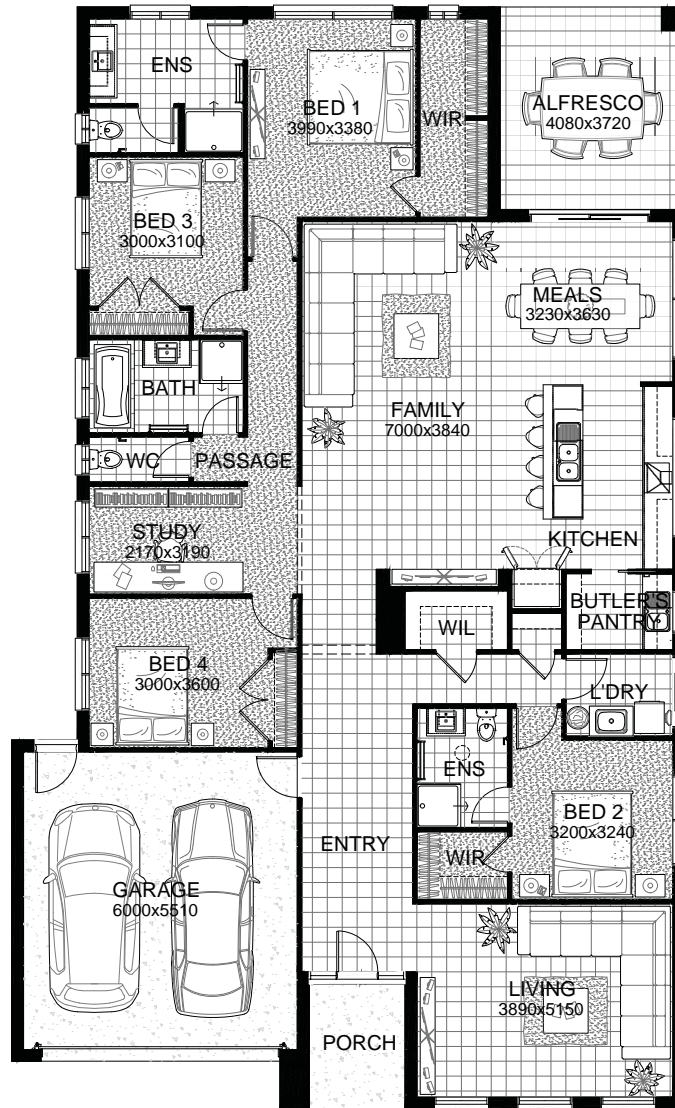 ENS
BED 1
3990x3380
WIR
ALFRESCO
4080x3720
BED 3
3000x3100
MEALS
3230x3630
BATH
FAMILY
7000x3840
WC
PASSAGE
STUDY
2170x3190
KITCHEN
BUTLER'S
PANTRY
WIL
BED 4
3000x3600
L'DRY
ENS
BED 2
3200x3240
ENTRY
WIR
GARAGE
6000x5510
LIVING
3890x5150
PORCH